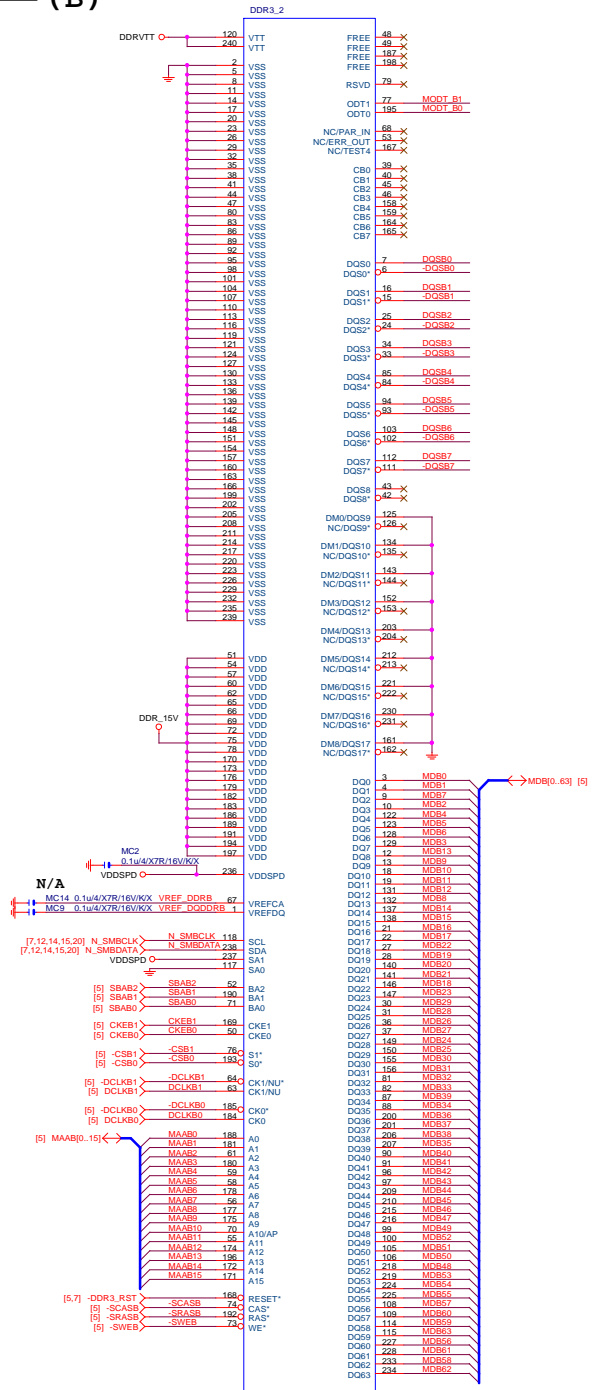 (B)
DDR3_2
DDRVTT 120 VTT
240 VTT
2 VSS
5 VSS
8 VSS
11 VSS
14 VSS
17 VSS
20 VSS
23 VSS
26 VSS
29 VSS
32 VSS
35 VSS
38 VSS
41 VSS
44 VSS
47 VSS
80 VSS
83 VSS
86 VSS
89 VSS
92 VSS
95 VSS
98 VSS
101 VSS
104 VSS
107 VSS
110 VSS
113 VSS
116 VSS
119 VSS
121 VSS
124 VSS
127 VSS
130 VSS
133 VSS
136 VSS
139 VSS
142 VSS
145 VSS
148 VSS
151 VSS
154 VSS
157 VSS
160 VSS
163 VSS
166 VSS
199 VSS
202 VSS
205 VSS
208 VSS
211 VSS
214 VSS
217 VSS
220 VSS
223 VSS
226 VSS
229 VSS
232 VSS
235 VSS
239 VSS
51 VDD
54 VDD
57 VDD
60 VDD
62 VDD
65 VDD
66 VDD
69 VDD
72 VDD
DDR_15V
75 VDD
78 VDD
170 VDD
173 VDD
176 VDD
179 VDD
182 VDD
183 VDD
186 VDD
189 VDD
191 VDD
194 VDD
197 VDD
MC2
0.1u/4/X7R/16V/K/X
VDDSPD 236 VDDSPD
N/A
MC14 0.1u/4/X7R/16V/K/X VREF_DDRB 67 VREFCA
MC9 0.1u/4/X7R/16V/K/X VREF_DQDDRB 1 VREFDQ
[7,12,14,15,20] N_SMBCLK N_SMBCLK 118 SCL
[7,12,14,15,20] N_SMBDATA N_SMBDATA 238 SDA
VDDSPD 237 SA1
117 SA0
[5] SBAB2 SBAB2 52 BA2
[5] SBAB1 SBAB1 190 BA1
[5] SBAB0 SBAB0 71 BA0
[5] CKEB1 CKEB1 169 CKE1
[5] CKEB0 CKEB0 50 CKE0
[5] -CSB1 -CSB1 76 S1*
[5] -CSB0 -CSB0 193 S0*
[5] -DCLKB1 -DCLKB1 64 CK1/NU*
[5] DCLKB1 DCLKB1 63 CK1/NU
[5] -DCLKB0 -DCLKB0 185 CK0*
[5] DCLKB0 DCLKB0 184 CK0
[5] MAAB[0..15]
MAAB0 188 A0
MAAB1 181 A1
MAAB2 61 A2
MAAB3 180 A3
MAAB4 59 A4
MAAB5 58 A5
MAAB6 178 A6
MAAB7 56 A7
MAAB8 177 A8
MAAB9 175 A9
MAAB10 70 A10/AP
MAAB11 55 A11
MAAB12 174 A12
MAAB13 196 A13
MAAB14 172 A14
MAAB15 171 A15
[5,7] -DDR3_RST 168 RESET*
[5] -SCASB -SCASB 74 CAS*
[5] -SRASB -SRASB 192 RAS*
[5] -SWEB -SWEB 73 WE*
FREE 48
FREE 49
FREE 187
FREE 198
RSVD 79
ODT1 77 MODT_B1
ODT0 195 MODT_B0
NC/PAR_IN 68
NC/ERR_OUT 53
NC/TEST4 167
CB0 39
CB1 40
CB2 45
CB3 46
CB4 158
CB5 159
CB6 164
CB7 165
DQS0 7 DQSB0
DQS0* 6 -DQSB0
DQS1 16 DQSB1
DQS1* 15 -DQSB1
DQS2 25 DQSB2
DQS2* 24 -DQSB2
DQS3 34 DQSB3
DQS3* 33 -DQSB3
DQS4 85 DQSB4
DQS4* 84 -DQSB4
DQS5 94 DQSB5
DQS5* 93 -DQSB5
DQS6 103 DQSB6
DQS6* 102 -DQSB6
DQS7 112 DQSB7
DQS7* 111 -DQSB7
DQS8 43
DQS8* 42
DM0/DQS9 125
NC/DQS9* 126
DM1/DQS10 134
NC/DQS10* 135
DM2/DQS11 143
NC/DQS11* 144
DM3/DQS12 152
NC/DQS12* 153
DM4/DQS13 203
NC/DQS13* 204
DM5/DQS14 212
NC/DQS14* 213
DM6/DQS15 221
NC/DQS15* 222
DM7/DQS16 230
NC/DQS16* 231
DM8/DQS17 161
NC/DQS17* 162
MDB[0..63] [5]
DQ0 3 MDB0
DQ1 4 MDB1
DQ2 9 MDB7
DQ3 10 MDB2
DQ4 122 MDB4
DQ5 123 MDB5
DQ6 128 MDB6
DQ7 129 MDB3
DQ8 12 MDB13
DQ9 13 MDB9
DQ10 18 MDB10
DQ11 19 MDB11
DQ12 131 MDB12
DQ13 132 MDB8
DQ14 137 MDB14
DQ15 138 MDB15
DQ16 21 MDB16
DQ17 22 MDB17
DQ18 27 MDB22
DQ19 28 MDB19
DQ20 140 MDB20
DQ21 141 MDB21
DQ22 146 MDB18
DQ23 147 MDB23
DQ24 30 MDB29
DQ25 31 MDB28
DQ26 36 MDB26
DQ27 37 MDB27
DQ28 149 MDB24
DQ29 150 MDB25
DQ30 155 MDB30
DQ31 156 MDB31
DQ32 81 MDB32
DQ33 82 MDB33
DQ34 87 MDB39
DQ35 88 MDB34
DQ36 200 MDB36
DQ37 201 MDB37
DQ38 206 MDB38
DQ39 207 MDB35
DQ40 90 MDB40
DQ41 91 MDB41
DQ42 96 MDB42
DQ43 97 MDB43
DQ44 209 MDB44
DQ45 210 MDB45
DQ46 215 MDB46
DQ47 216 MDB47
DQ48 99 MDB49
DQ49 100 MDB52
DQ50 105 MDB51
DQ51 106 MDB50
DQ52 218 MDB48
DQ53 219 MDB53
DQ54 224 MDB54
DQ55 225 MDB55
DQ56 108 MDB57
DQ57 109 MDB60
DQ58 114 MDB59
DQ59 115 MDB63
DQ60 227 MDB56
DQ61 228 MDB61
DQ62 233 MDB58
DQ63 234 MDB62